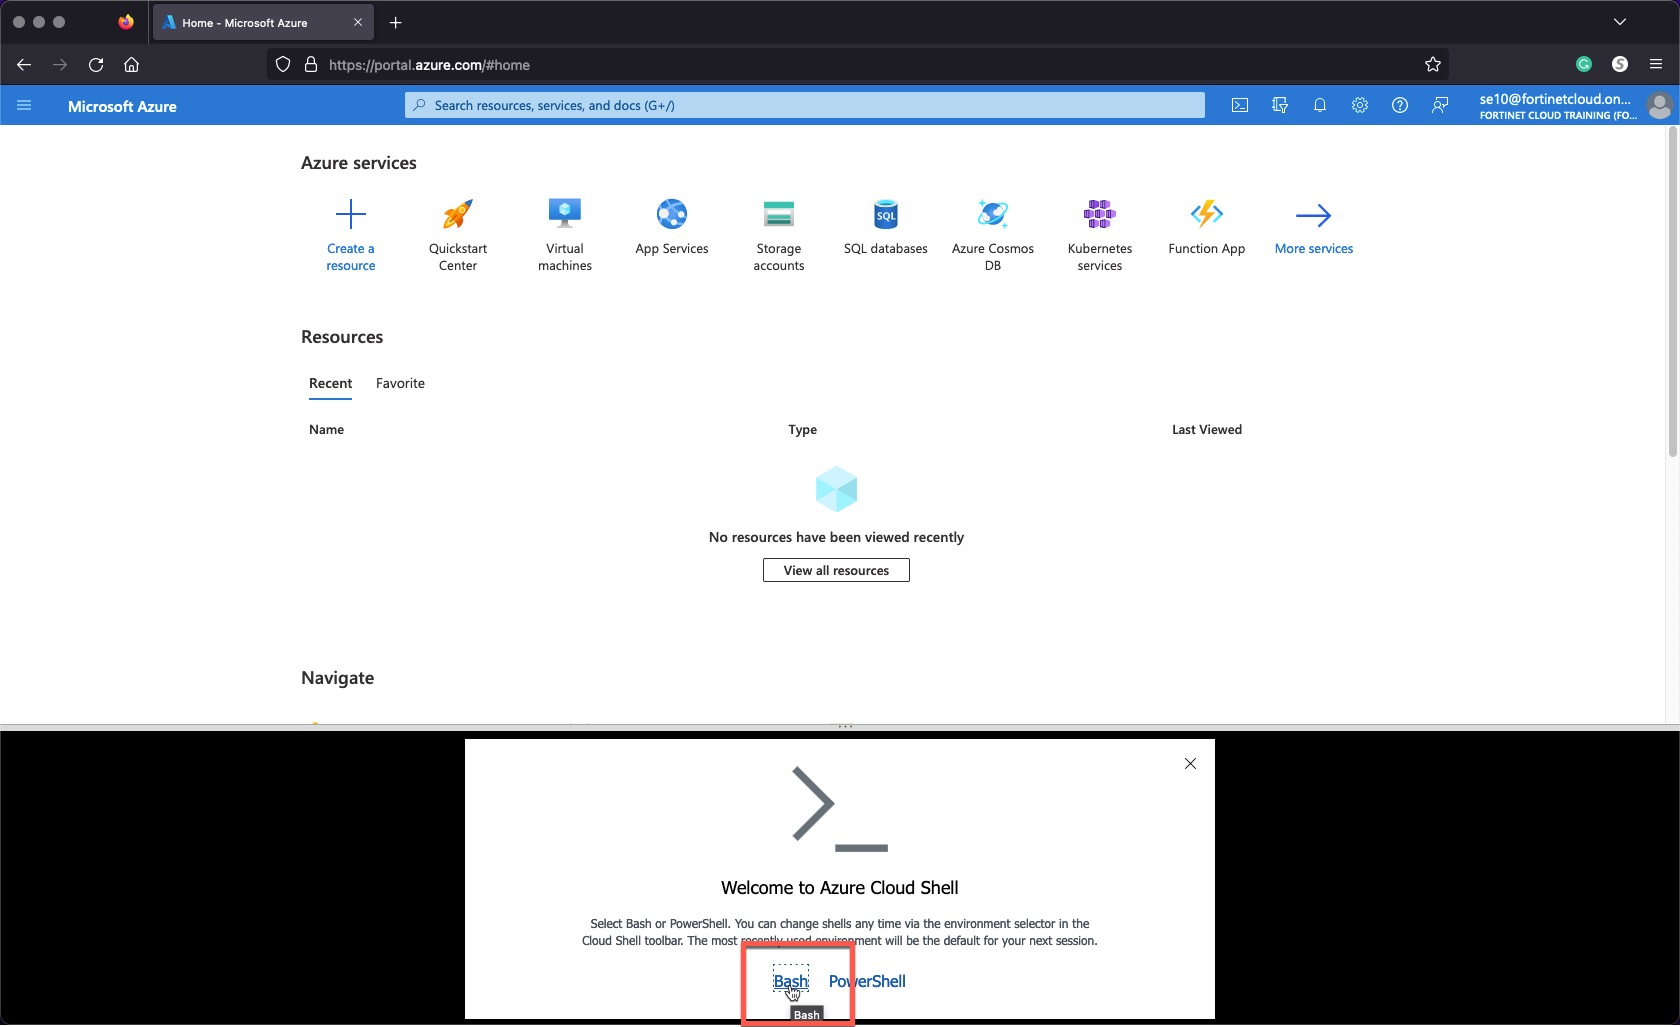 Home - Microsoft Azure
https://portal.azure.com/#home
Microsoft Azure
Search resources, services, and docs (G+/)
se10@fortinetcloud.on...
FORTINET CLOUD TRAINING (FO...
Azure services
Create a resource
Quickstart Center
Virtual machines
App Services
Storage accounts
SQL
SQL databases
Azure Cosmos DB
Kubernetes services
Function App
More services
Resources
Recent
Favorite
Name
Type
Last Viewed
No resources have been viewed recently
View all resources
Navigate
Welcome to Azure Cloud Shell
Select Bash or PowerShell. You can change shells any time via the environment selector in the
Cloud Shell toolbar. The most recently used environment will be the default for your next session.
Bash
PowerShell
Bash